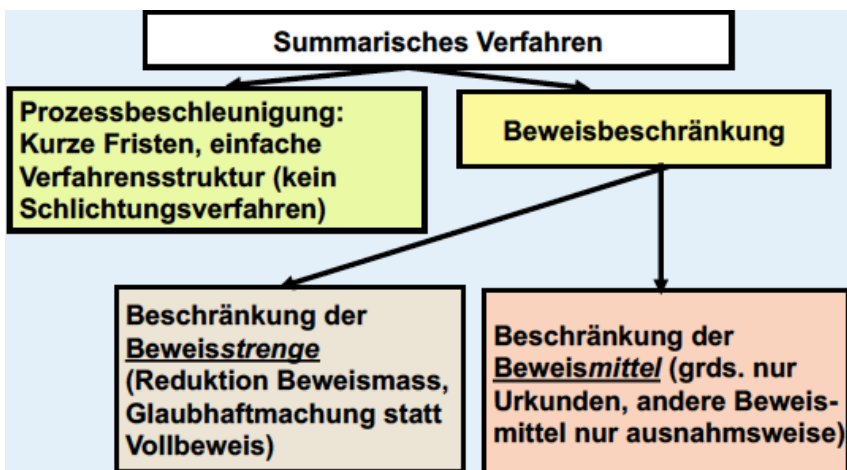 Summarisches Verfahren
Prozessbeschleunigung:
Kurze Fristen, einfache
Verfahrensstruktur (kein
Schlichtungsverfahren)
Beweisbeschränkung
Beschränkung der
Beweisstrenge
(Reduktion Beweismass,
Glaubhaftmachung statt
Vollbeweis)
Beschränkung der
Beweismittel (grds. nur
Urkunden, andere Beweis-
mittel nur ausnahmsweise)